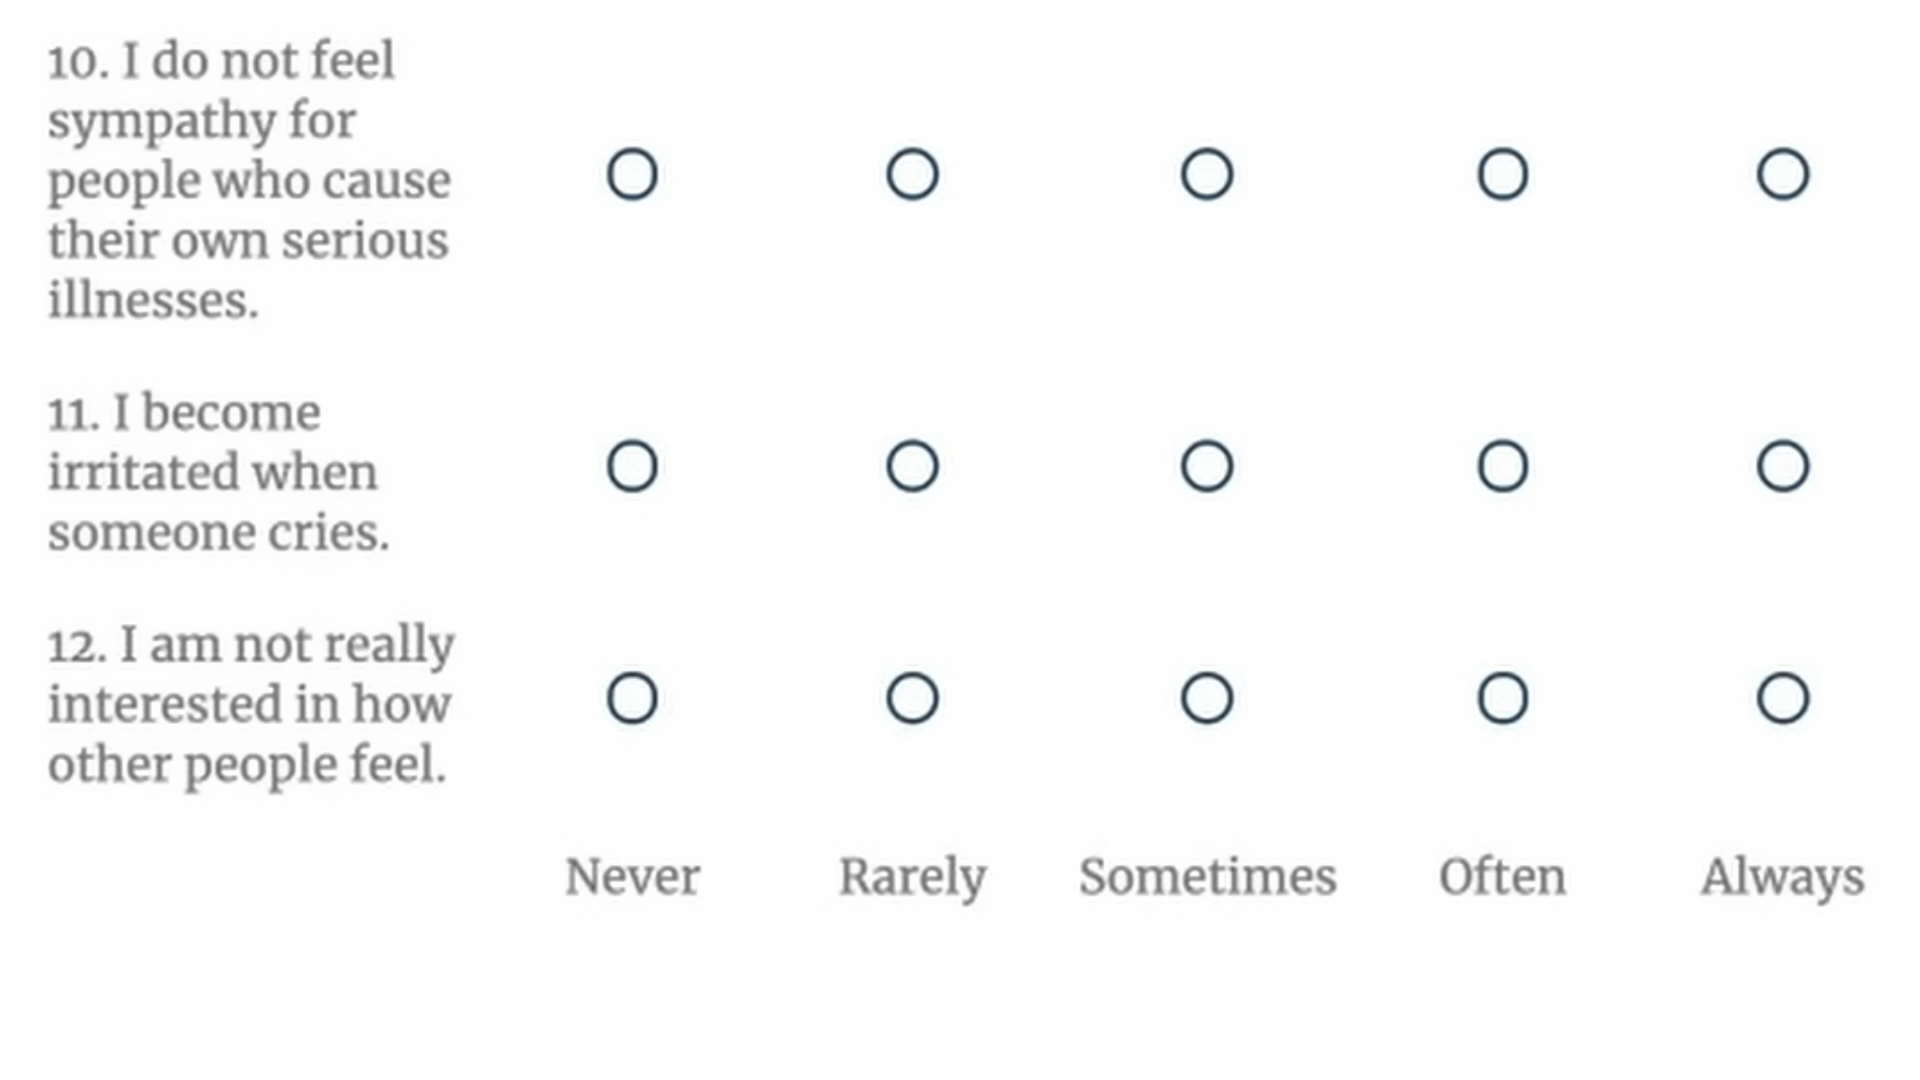 10. I do not feel
sympathy for
people who cause
their own serious
illnesses.
11. I become
irritated when
someone cries.
12. I am not really
interested in how
other people feel.
Never Rarely Sometimes Often Always